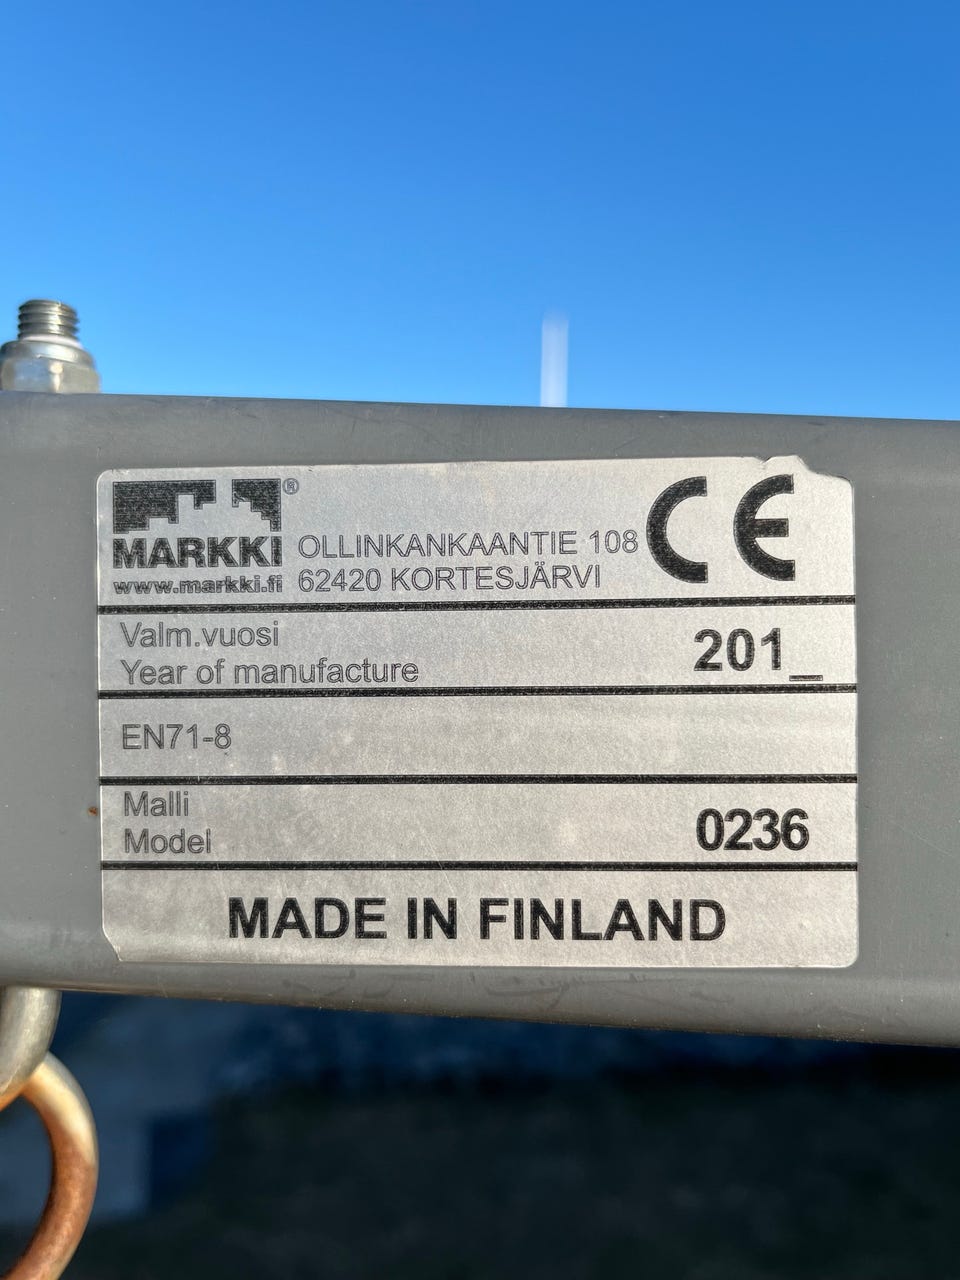 MARKKI ®
www.markki.fi
OLLINKANKAANTIE 108
62420 KORTESJÄRVI
CE
Valm.vuosi
Year of manufacture
201_
EN71-8
Malli
Model
0236
MADE IN FINLAND